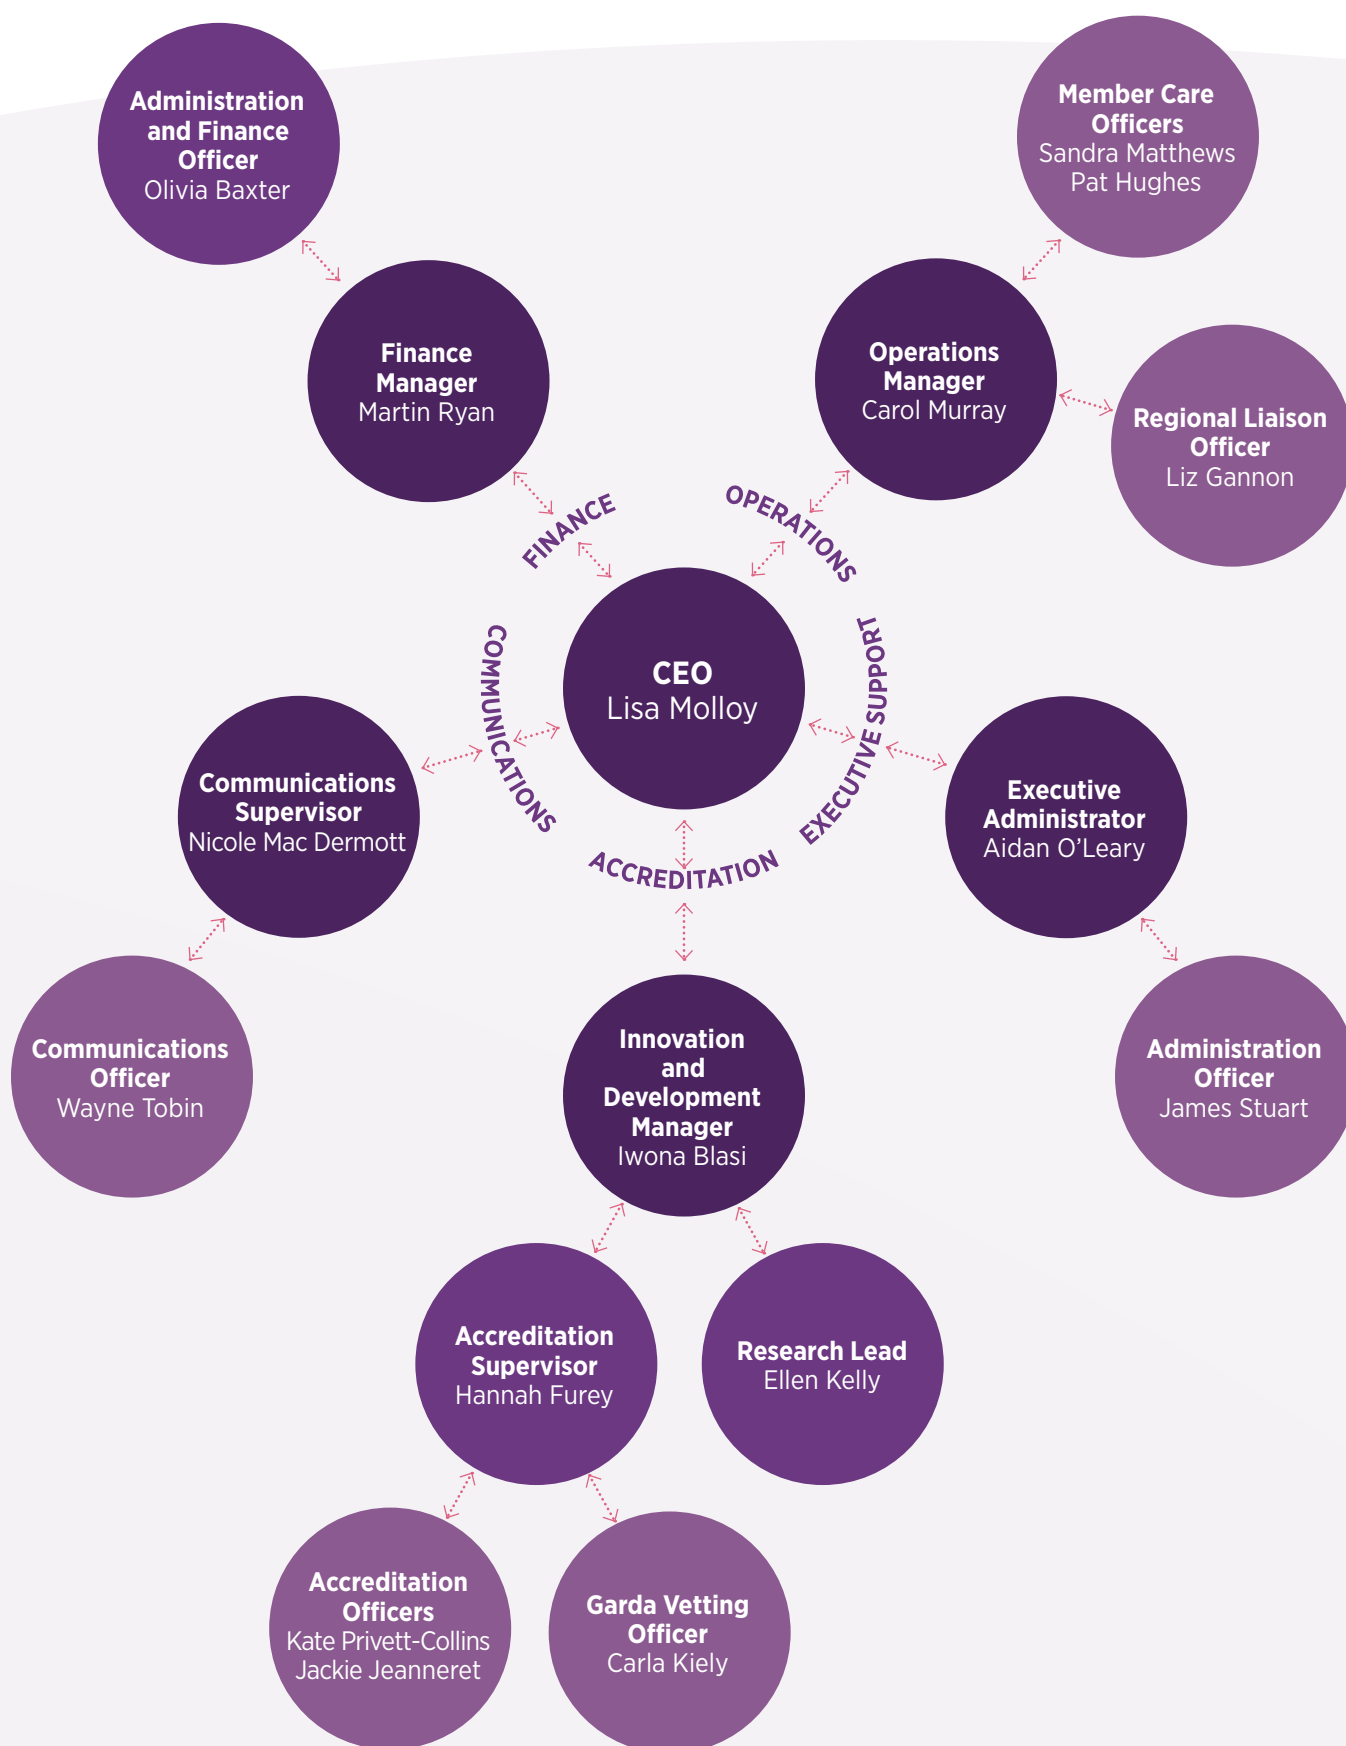 Administration
and Finance
Officer
Olivia Baxter
Member Care
Officers
Sandra Matthews
Pat Hughes
Finance
Manager
Martin Ryan
Operations
Manager
Carol Murray
Regional Liaison
Officer
Liz Gannon
FINANCE
OPERATIONS
COMMUNICATIONS
EXECUTIVE SUPPORT
CEO
Lisa Molloy
Communications
Supervisor
Nicole Mac Dermott
Executive
Administrator
Aidan O’Leary
ACCREDITATION
Communications
Officer
Wayne Tobin
Innovation
and
Development
Manager
Iwona Blasi
Administration
Officer
James Stuart
Accreditation
Supervisor
Hannah Furey
Research Lead
Ellen Kelly
Accreditation
Officers
Kate Privett-Collins
Jackie Jeanneret
Garda Vetting
Officer
Carla Kiely